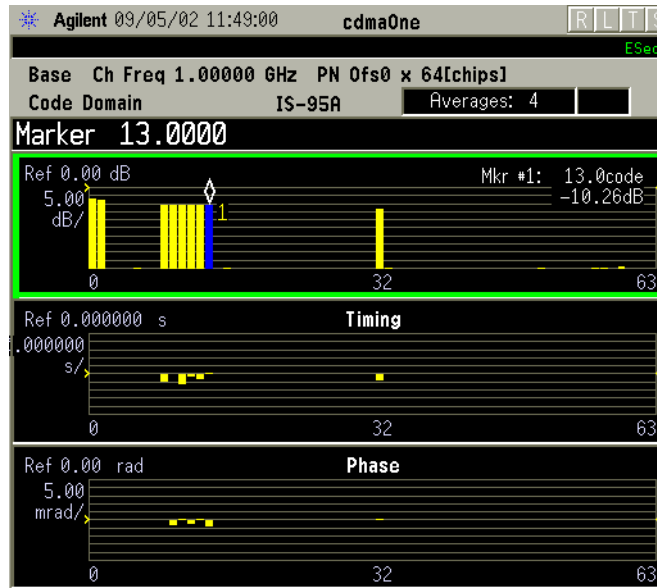 Agilent 09/05/02 11:49:00 cdmaOne R L T S
ESec
Base Ch Freq 1.00000 GHz PN Ofs0 x 64[chips]
Code Domain IS-95A Averages: 4
Marker 13.0000
Ref 0.00 dB Mkr #1: 13.0code
5.00 -10.26dB
dB/ 1
0 32 63
Ref 0.000000 s Timing
.000000
s/
0 32 63
Ref 0.00 rad Phase
5.00
mrad/
0 32 63